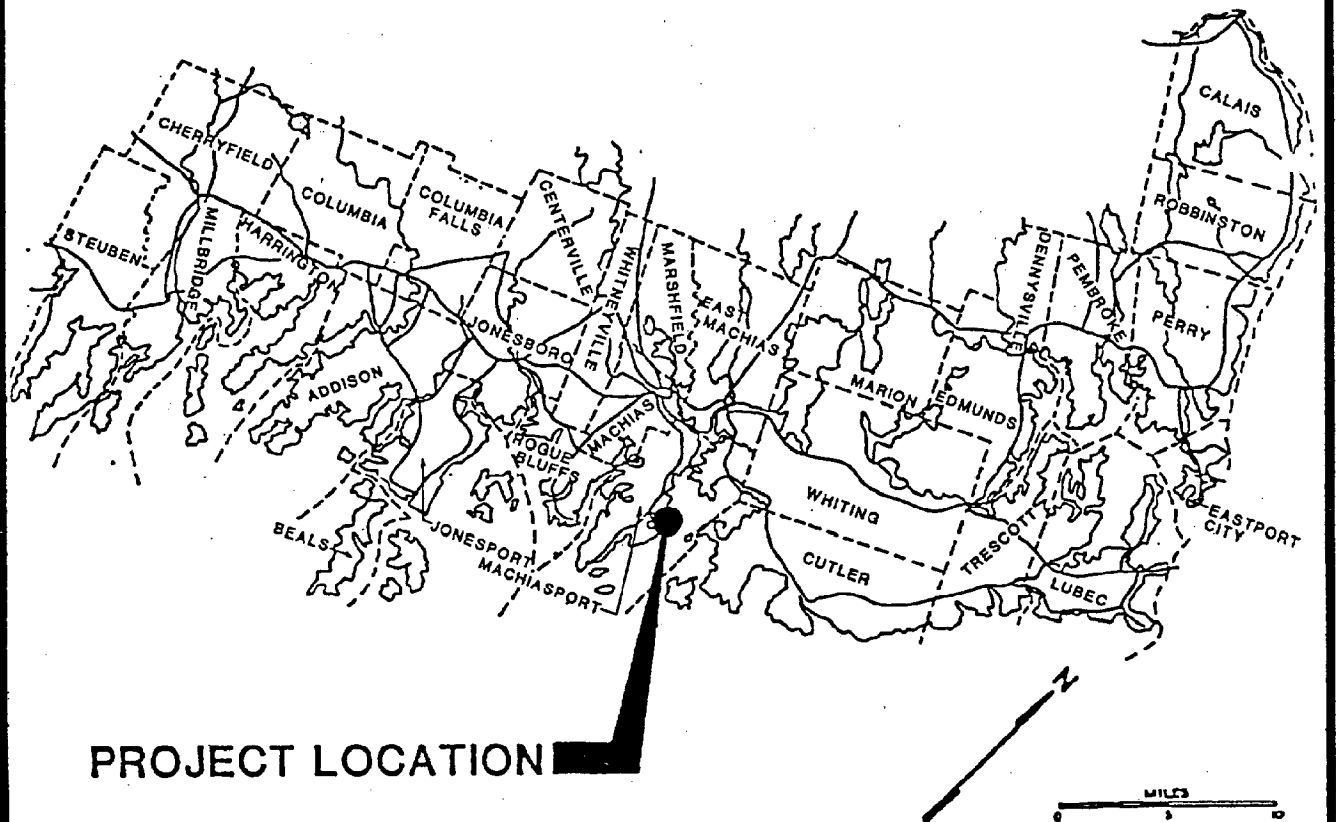 CALAIS
CHERRYFIELD
COLUMBIA
COLUMBIA
FALLS
CENTERVILLE
ROBBINSTON
STEUBEN
MILLBRIDGE
HARRINGTON
WHITNEYVILLE
MARSHFIELD
EAST
MACHIAS
DENNYSVILLE
PEMBROKE
PERRY
JONESBORO
ADDISON
MARION
EDMUNDS
MACHIAS
ROGUE
BLUFFS
WHITING
EASTPORT
CITY
BEALS
JONESPORT
MACHIASPORT
CUTLER
TRESCOTT
LUBEC
N
PROJECT LOCATION
MILES
0 5 10